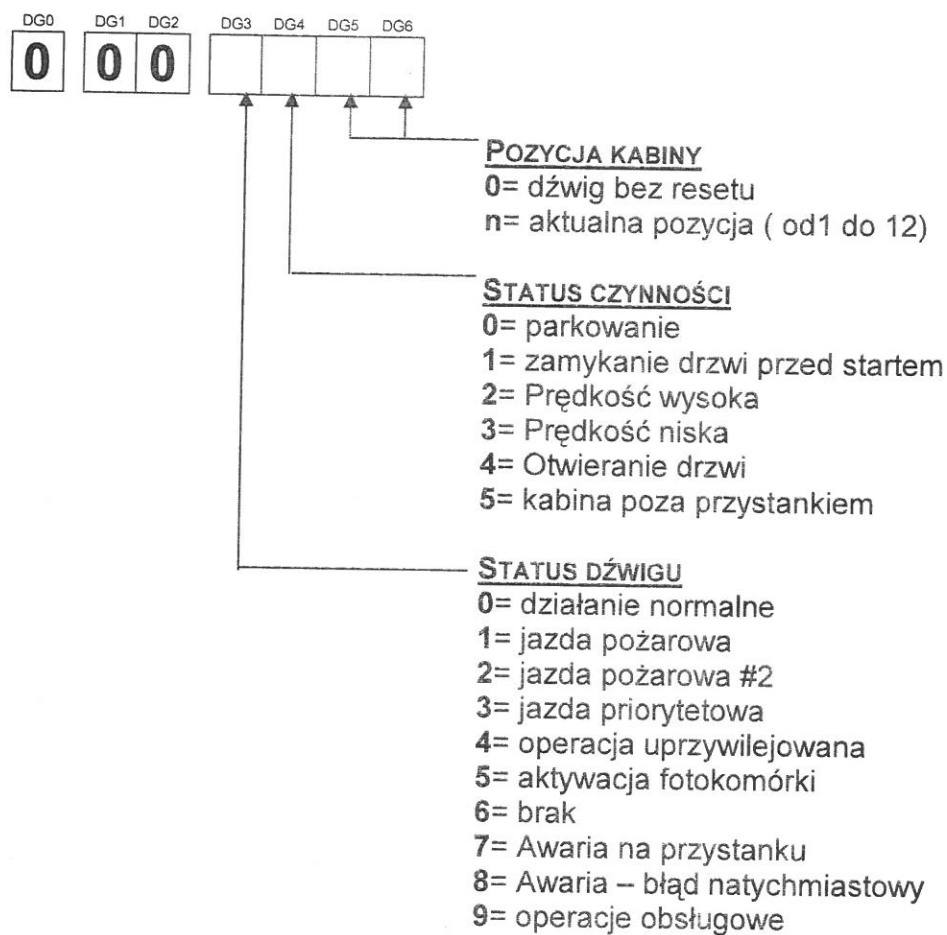 DG0 DG1 DG2 DG3 DG4 DG5 DG6
0 0 0
POZYCJA KABINY
0= dźwig bez resetu
n= aktualna pozycja ( od1 do 12)
STATUS CZYNNOŚCI
0= parkowanie
1= zamykanie drzwi przed startem
2= Prędkość wysoka
3= Prędkość niska
4= Otwieranie drzwi
5= kabina poza przystankiem
STATUS DŹWIGU
0= działanie normalne
1= jazda pożarowa
2= jazda pożarowa #2
3= jazda priorytetowa
4= operacja uprzywilejowana
5= aktywacja fotokomórki
6= brak
7= Awaria na przystanku
8= Awaria – błąd natychmiastowy
9= operacje obsługowe